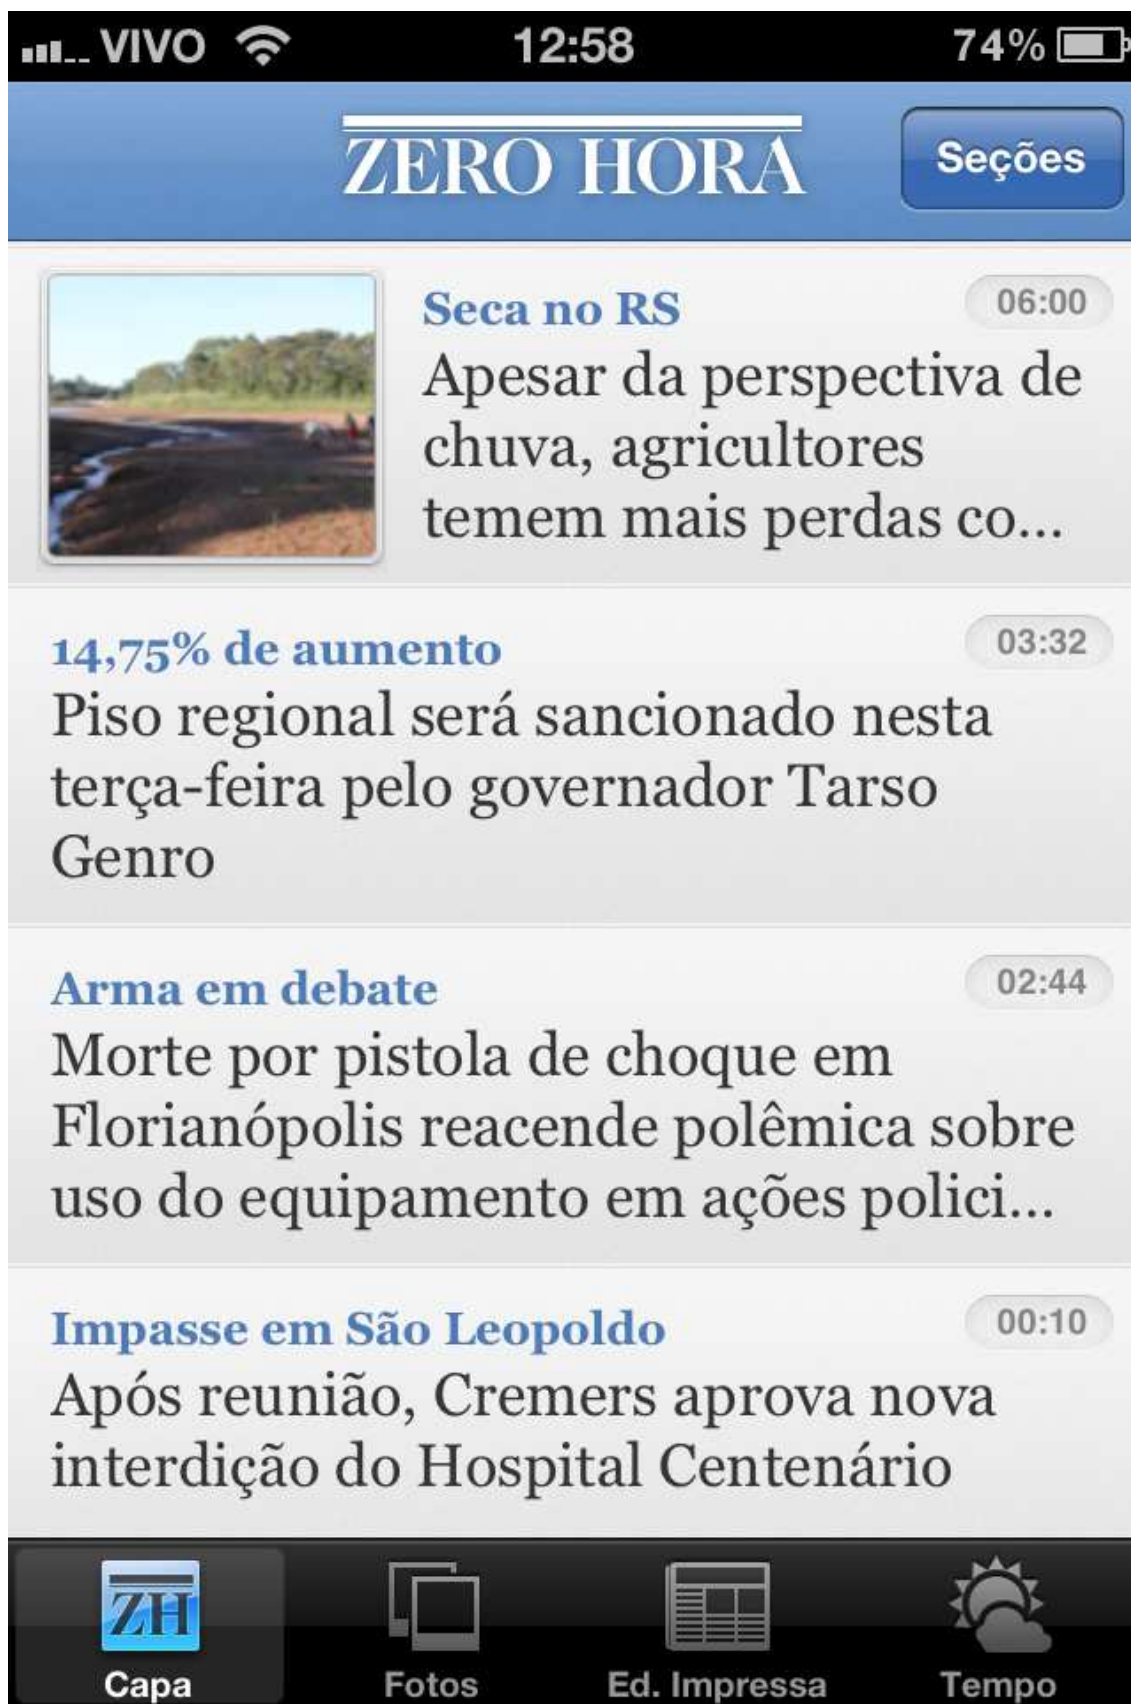 VIVO 12:58 74%
ZERO HORA Seções
Seca no RS 06:00
Apesar da perspectiva de
chuva, agricultores
temem mais perdas co...
14,75% de aumento 03:32
Piso regional será sancionado nesta
terça-feira pelo governador Tarso
Genro
Arma em debate 02:44
Morte por pistola de choque em
Florianópolis reacende polêmica sobre
uso do equipamento em ações polici...
Impasse em São Leopoldo 00:10
Após reunião, Cremers aprova nova
interdição do Hospital Centenário
ZH
Capa Fotos Ed. Impressa Tempo